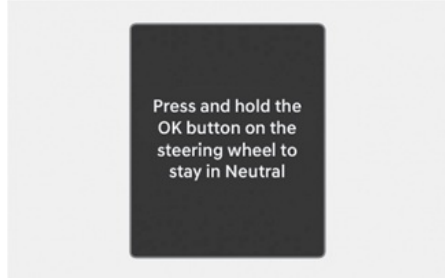 Press and hold the
OK button on the
steering wheel to
stay in Neutral